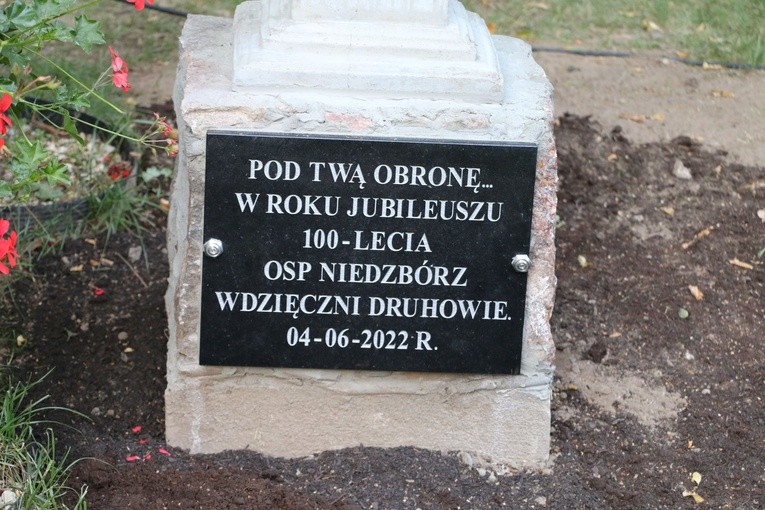 POD TWĄ OBRONĘ...
W ROKU JUBILEUSZU
100-LECIA
OSP NIEDZBÓRZ
WDZIĘCZNI DRUHOWIE.
04-06-2022 R.